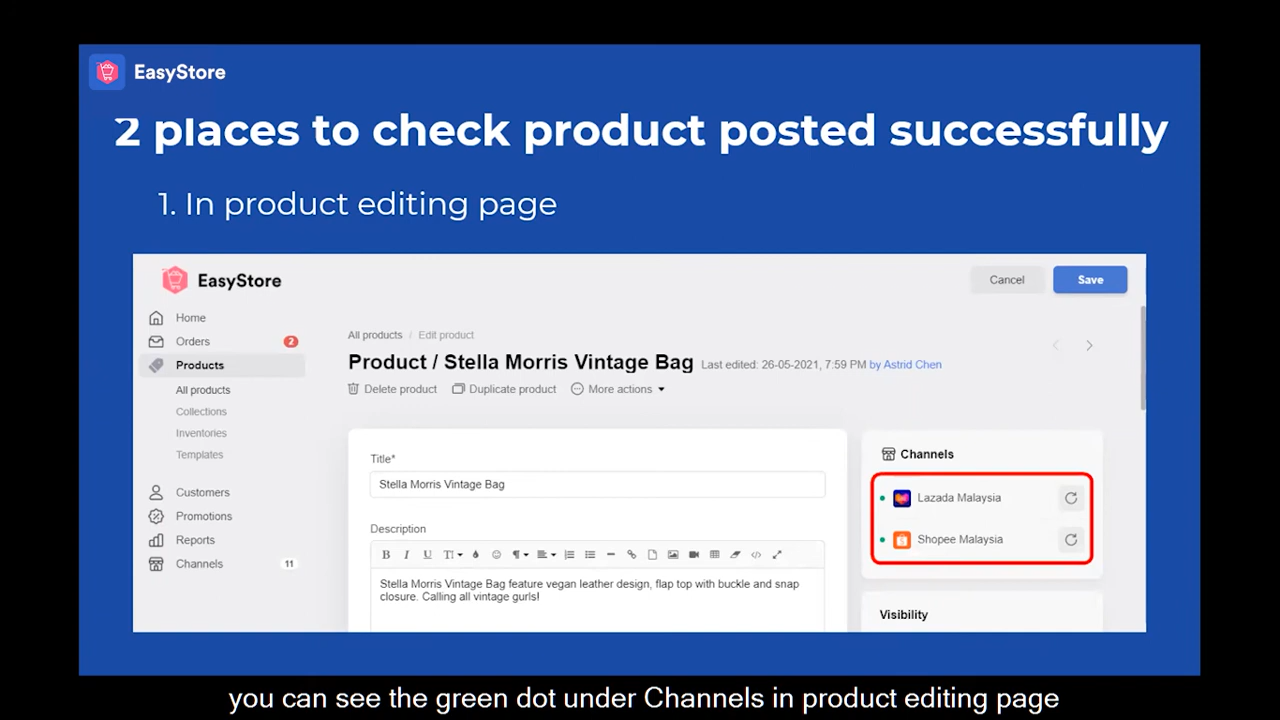 EasyStore
2 places to check product posted successfully
1. In product editing page
EasyStore
Cancel
Save
Home
Orders
2
Products
All products
Collections
Inventories
Templates
Customers
Promotions
Reports
Channels
11
All products / Edit product
Product / Stella Morris Vintage Bag Last edited: 26-05-2021, 7:59 PM by Astrid Chen
Delete product Duplicate product More actions
Title*
Stella Morris Vintage Bag
Description
B I U T
Stella Morris Vintage Bag feature vegan leather design, flap top with buckle and snap
closure. Calling all vintage gurls!
Channels
Lazada Malaysia
Shopee Malaysia
Visibility
you can see the green dot under Channels in product editing page